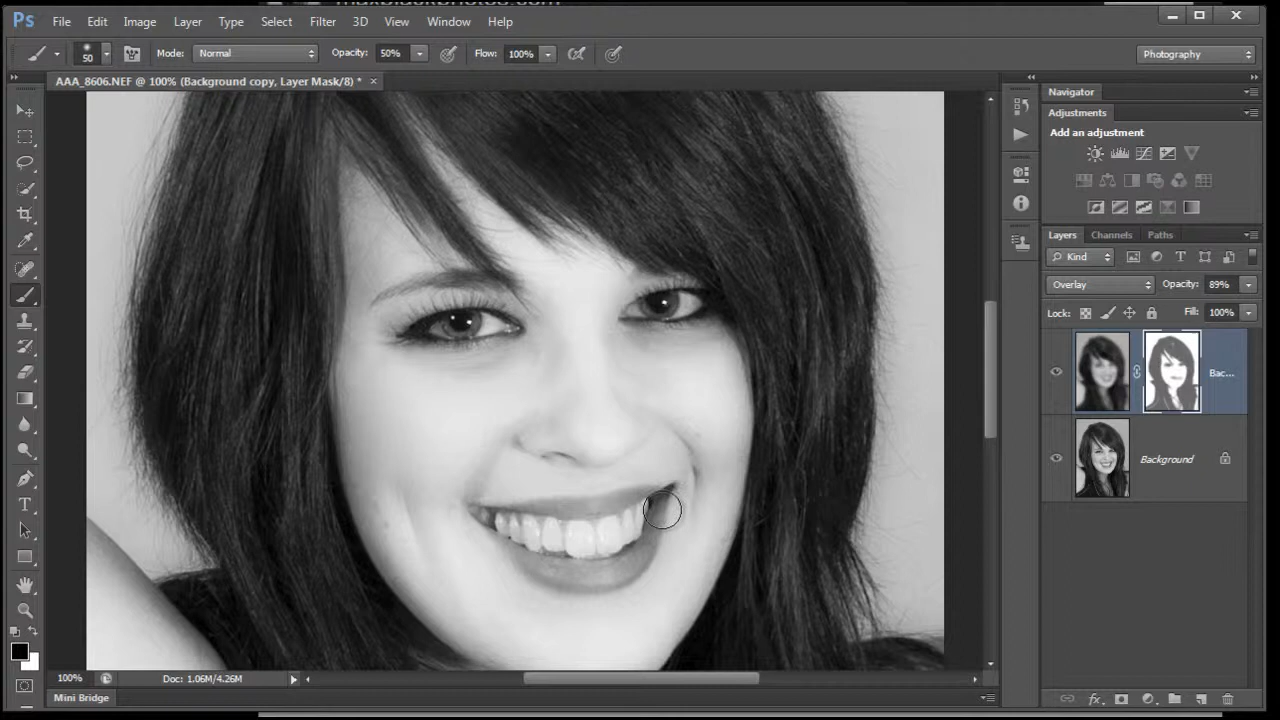 Ps File Edit Image Layer Type Select Filter 3D View Window Help
50 Mode: Normal Opacity: 50% Flow: 100% Photography
AAA_8606.NEF @ 100% (Background copy, Layer Mask/8) * ×
Navigator
Adjustments
Add an adjustment
Layers Channels Paths
Kind T
Overlay Opacity: 89%
Lock: Fill: 100%
Bac...
Background
T
100% Doc: 1.06M/4.26M
Mini Bridge
fx